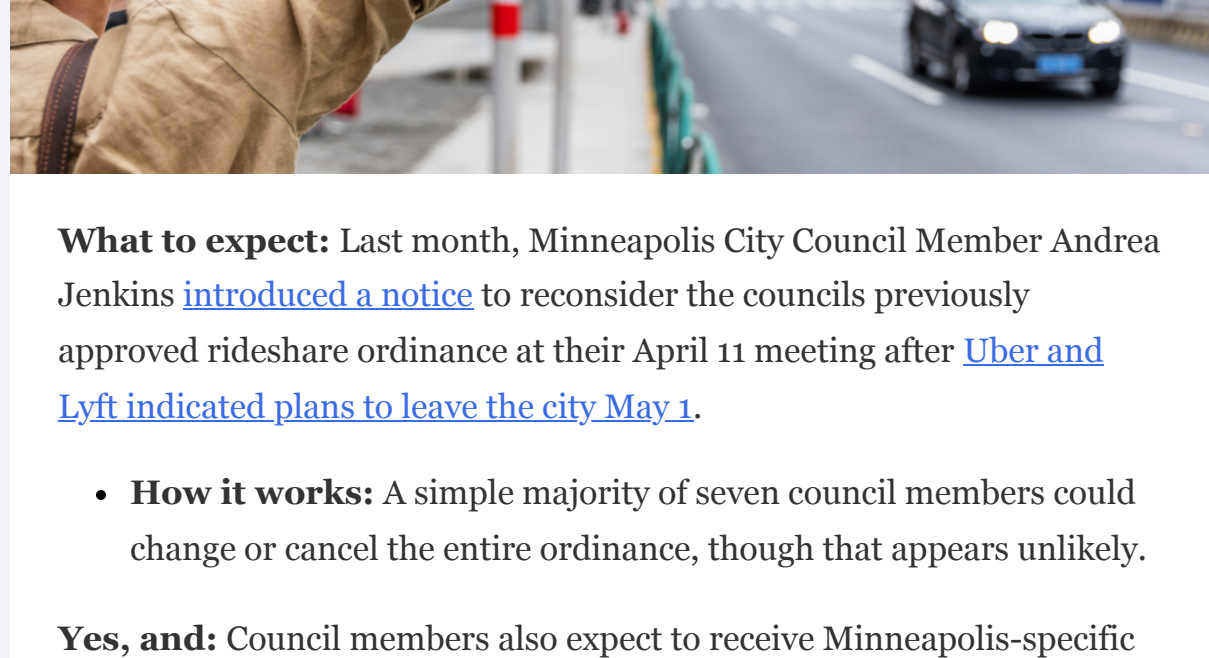 What to expect: Last month, Minneapolis City Council Member Andrea
Jenkins introduced a notice to reconsider the councils previously
approved rideshare ordinance at their April 11 meeting after Uber and
Lyft indicated plans to leave the city May 1.
• How it works: A simple majority of seven council members could
change or cancel the entire ordinance, though that appears unlikely.
Yes, and: Council members also expect to receive Minneapolis-specific